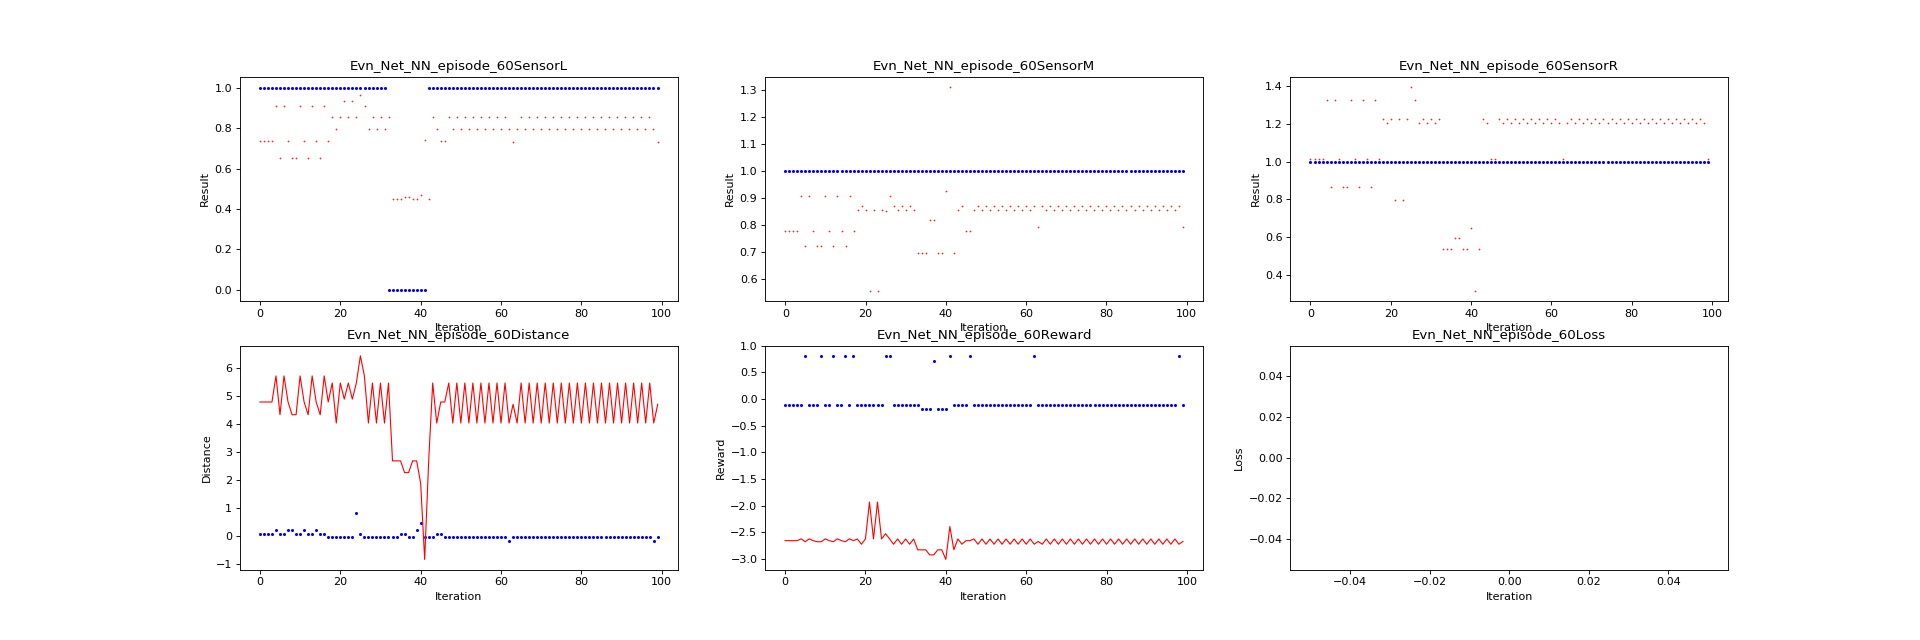 Evn_Net_NN_episode_60SensorL
Result
1.0
0.8
0.6
0.4
0.2
0.0
0 20 40 60 80 100
Iteration
Evn_Net_NN_episode_60SensorM
Result
1.3
1.2
1.1
1.0
0.9
0.8
0.7
0.6
0 20 40 60 80 100
Iteration
Evn_Net_NN_episode_60SensorR
Result
1.4
1.2
1.0
0.8
0.6
0.4
0 20 40 60 80 100
Iteration
Evn_Net_NN_episode_60Distance
Distance
6
5
4
3
2
1
0
−1
0 20 40 60 80 100
Iteration
Evn_Net_NN_episode_60Reward
Reward
1.0
0.5
0.0
−0.5
−1.0
−1.5
−2.0
−2.5
−3.0
0 20 40 60 80 100
Iteration
Evn_Net_NN_episode_60Loss
Loss
0.04
0.02
0.00
−0.02
−0.04
−0.04 −0.02 0.00 0.02 0.04
Iteration